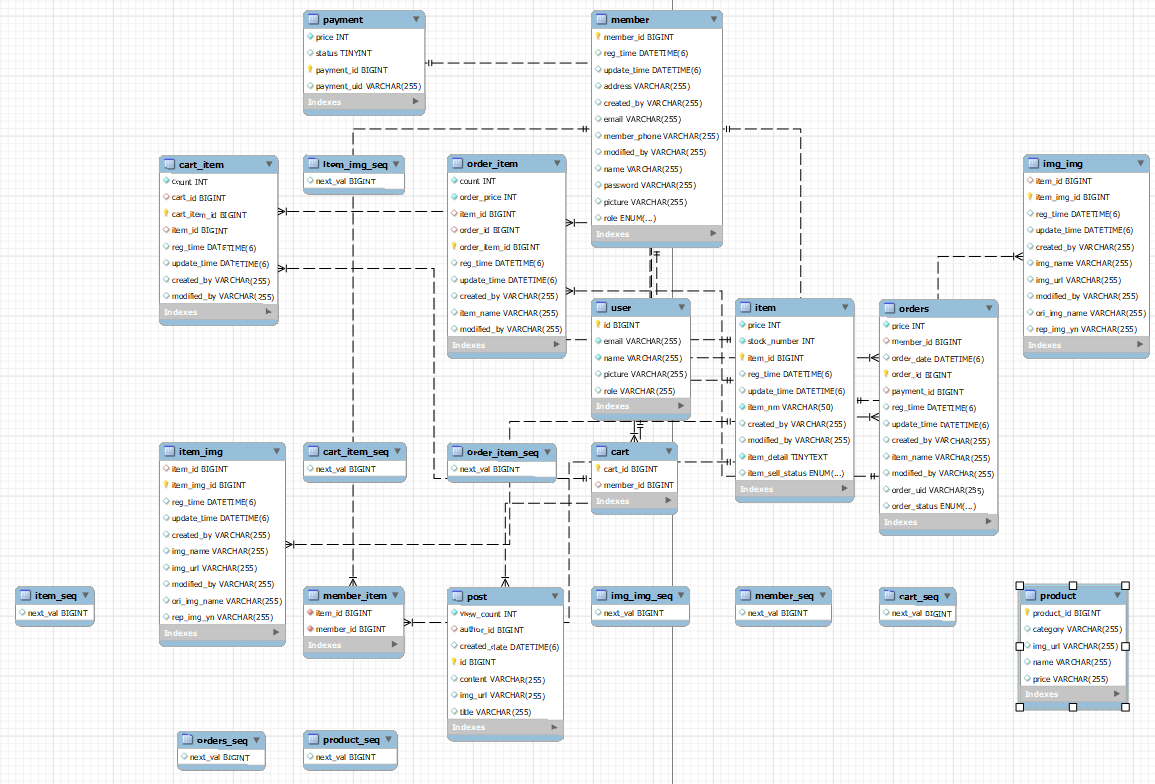 payment
price INT
status TINYINT
payment_id BIGINT
payment_uid VARCHAR(255)
Indexes
member
member_id BIGINT
reg_time DATETIME(6)
update_time DATETIME(6)
address VARCHAR(255)
created_by VARCHAR(255)
email VARCHAR(255)
member_phone VARCHAR(255)
modified_by VARCHAR(255)
name VARCHAR(255)
password VARCHAR(255)
picture VARCHAR(255)
role ENUM(...)
Indexes
cart_item
count INT
cart_id BIGINT
cart_item_id BIGINT
item_id BIGINT
reg_time DATETIME(6)
update_time DATETIME(6)
created_by VARCHAR(255)
modified_by VARCHAR(255)
Indexes
item_img_seq
next_val BIGINT
order_item
count INT
order_price INT
item_id BIGINT
order_id BIGINT
order_item_id BIGINT
reg_time DATETIME(6)
update_time DATETIME(6)
created_by VARCHAR(255)
item_name VARCHAR(255)
modified_by VARCHAR(255)
Indexes
img_img
item_id BIGINT
item_img_id BIGINT
reg_time DATETIME(6)
update_time DATETIME(6)
created_by VARCHAR(255)
img_name VARCHAR(255)
img_url VARCHAR(255)
modified_by VARCHAR(255)
ori_img_name VARCHAR(255)
rep_img_yn VARCHAR(255)
Indexes
user
id BIGINT
email VARCHAR(255)
name VARCHAR(255)
picture VARCHAR(255)
role VARCHAR(255)
Indexes
item
price INT
stock_number INT
item_id BIGINT
reg_time DATETIME(6)
update_time DATETIME(6)
item_nm VARCHAR(50)
created_by VARCHAR(255)
modified_by VARCHAR(255)
item_detail TINYTEXT
item_sell_status ENUM(...)
Indexes
orders
price INT
member_id BIGINT
order_date DATETIME(6)
order_id BIGINT
payment_id BIGINT
reg_time DATETIME(6)
update_time DATETIME(6)
created_by VARCHAR(255)
item_name VARCHAR(255)
modified_by VARCHAR(255)
order_uid VARCHAR(255)
order_status ENUM(...)
Indexes
item_img
item_id BIGINT
item_img_id BIGINT
reg_time DATETIME(6)
update_time DATETIME(6)
created_by VARCHAR(255)
img_name VARCHAR(255)
img_url VARCHAR(255)
modified_by VARCHAR(255)
ori_img_name VARCHAR(255)
rep_img_yn VARCHAR(255)
Indexes
cart_item_seq
next_val BIGINT
order_item_seq
next_val BIGINT
cart
cart_id BIGINT
member_id BIGINT
Indexes
item_seq
next_val BIGINT
member_item
item_id BIGINT
member_id BIGINT
Indexes
post
view_count INT
author_id BIGINT
created_date DATETIME(6)
id BIGINT
content VARCHAR(255)
img_url VARCHAR(255)
title VARCHAR(255)
Indexes
img_img_seq
next_val BIGINT
member_seq
next_val BIGINT
cart_seq
next_val BIGINT
product
product_id BIGINT
category VARCHAR(255)
img_url VARCHAR(255)
name VARCHAR(255)
price VARCHAR(255)
Indexes
orders_seq
next_val BIGINT
product_seq
next_val BIGINT